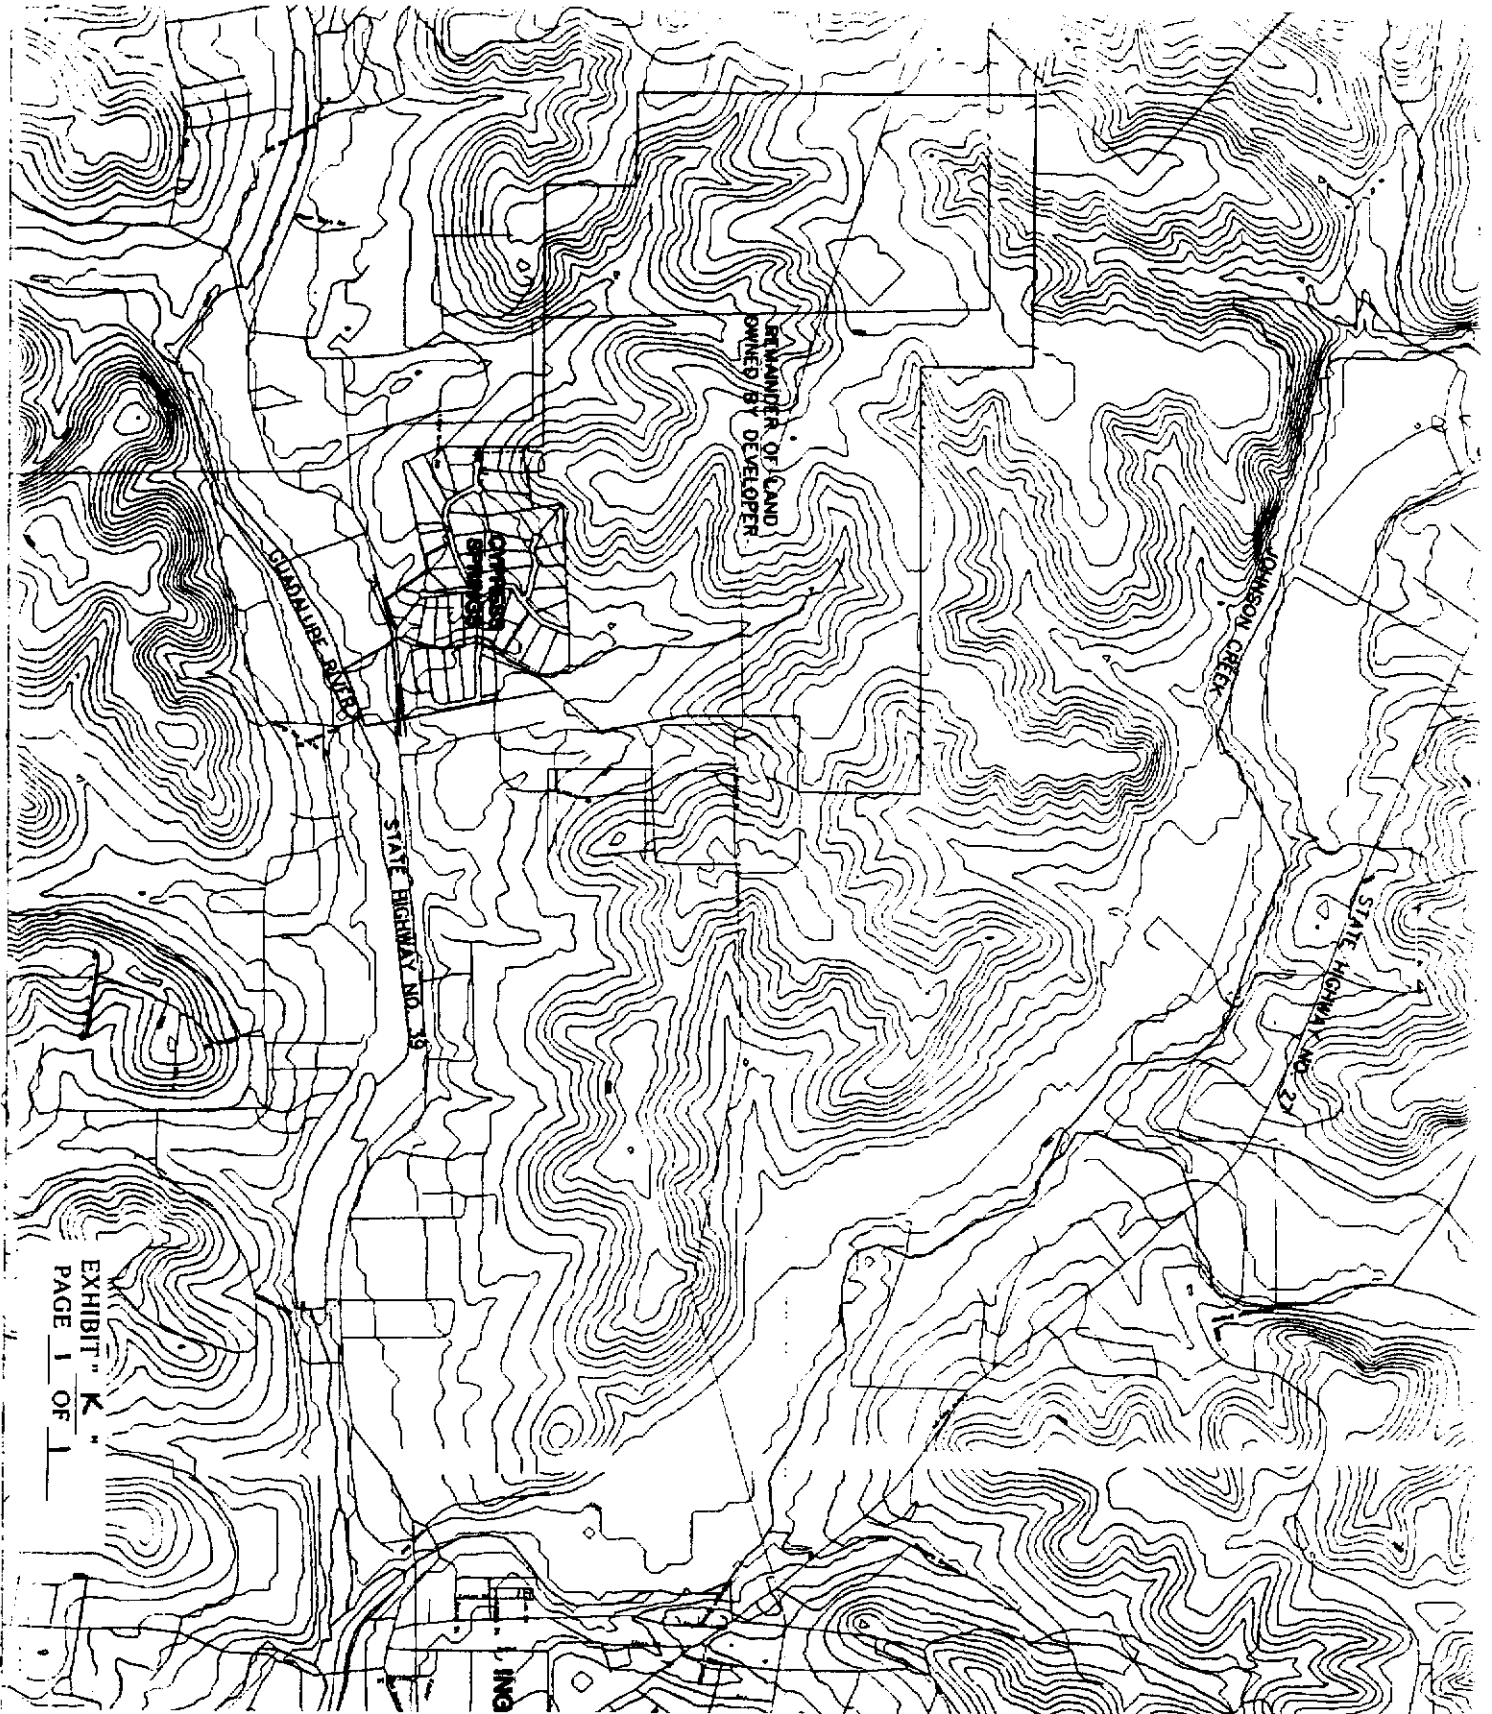 JOHNSON CREEK
STATE HIGHWAY NO. 27
REMAINDER OF LAND
OWNED BY DEVELOPER
CYPRESS
SPRINGS
GUADALUPE RIVER
STATE HIGHWAY NO. 39
ING
EXHIBIT " K "
PAGE 1 OF 1